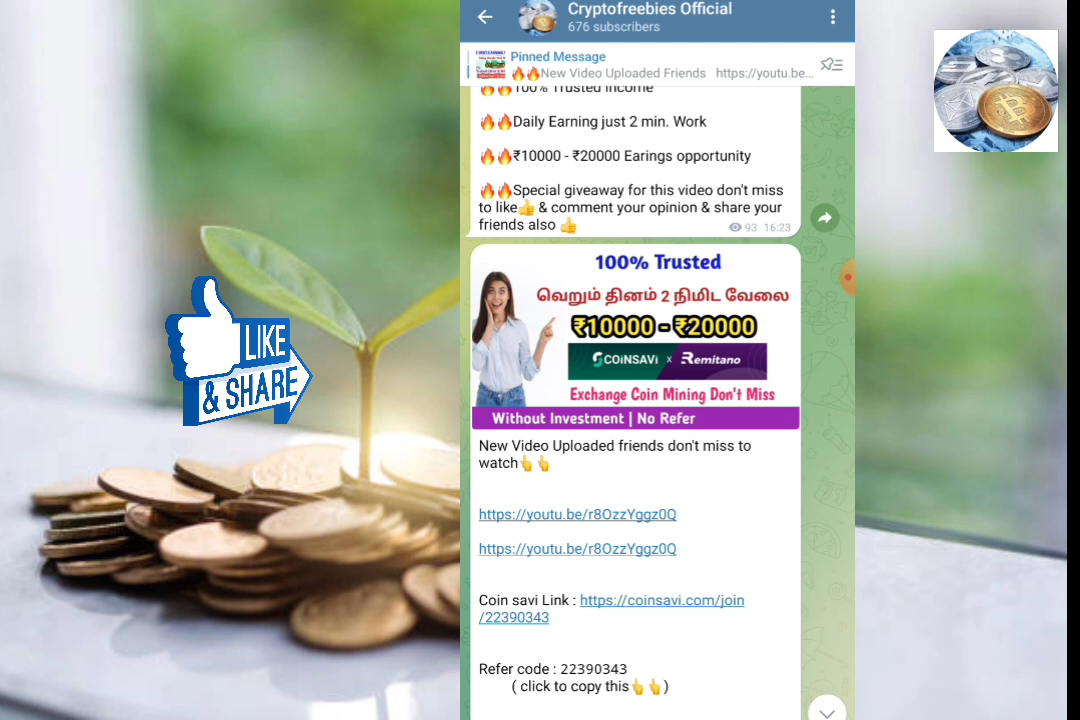 Cryptofreebies Official
676 subscribers
Pinned Message
🔥🔥New Video Uploaded Friends https://youtu.be...
🔥🔥100% Trusted Income
🔥🔥Daily Earning just 2 min. Work
🔥🔥₹10000 - ₹20000 Earings opportunity
🔥🔥Special giveaway for this video don't miss
to like👍 & comment your opinion & share your
friends also 👍
93 16:23
100% Trusted
வெறும் தினம் 2 நிமிட வேலை
₹10000 - ₹20000
COiNSAVi x Remitano
Exchange Coin Mining Don't Miss
Without Investment | No Refer
New Video Uploaded friends don't miss to
watch👆👆
https://youtu.be/r8OzzYggz0Q
https://youtu.be/r8OzzYggz0Q
Coin savi Link : https://coinsavi.com/join
/22390343
Refer code : 22390343
( click to copy this👆👆)
LIKE
& SHARE